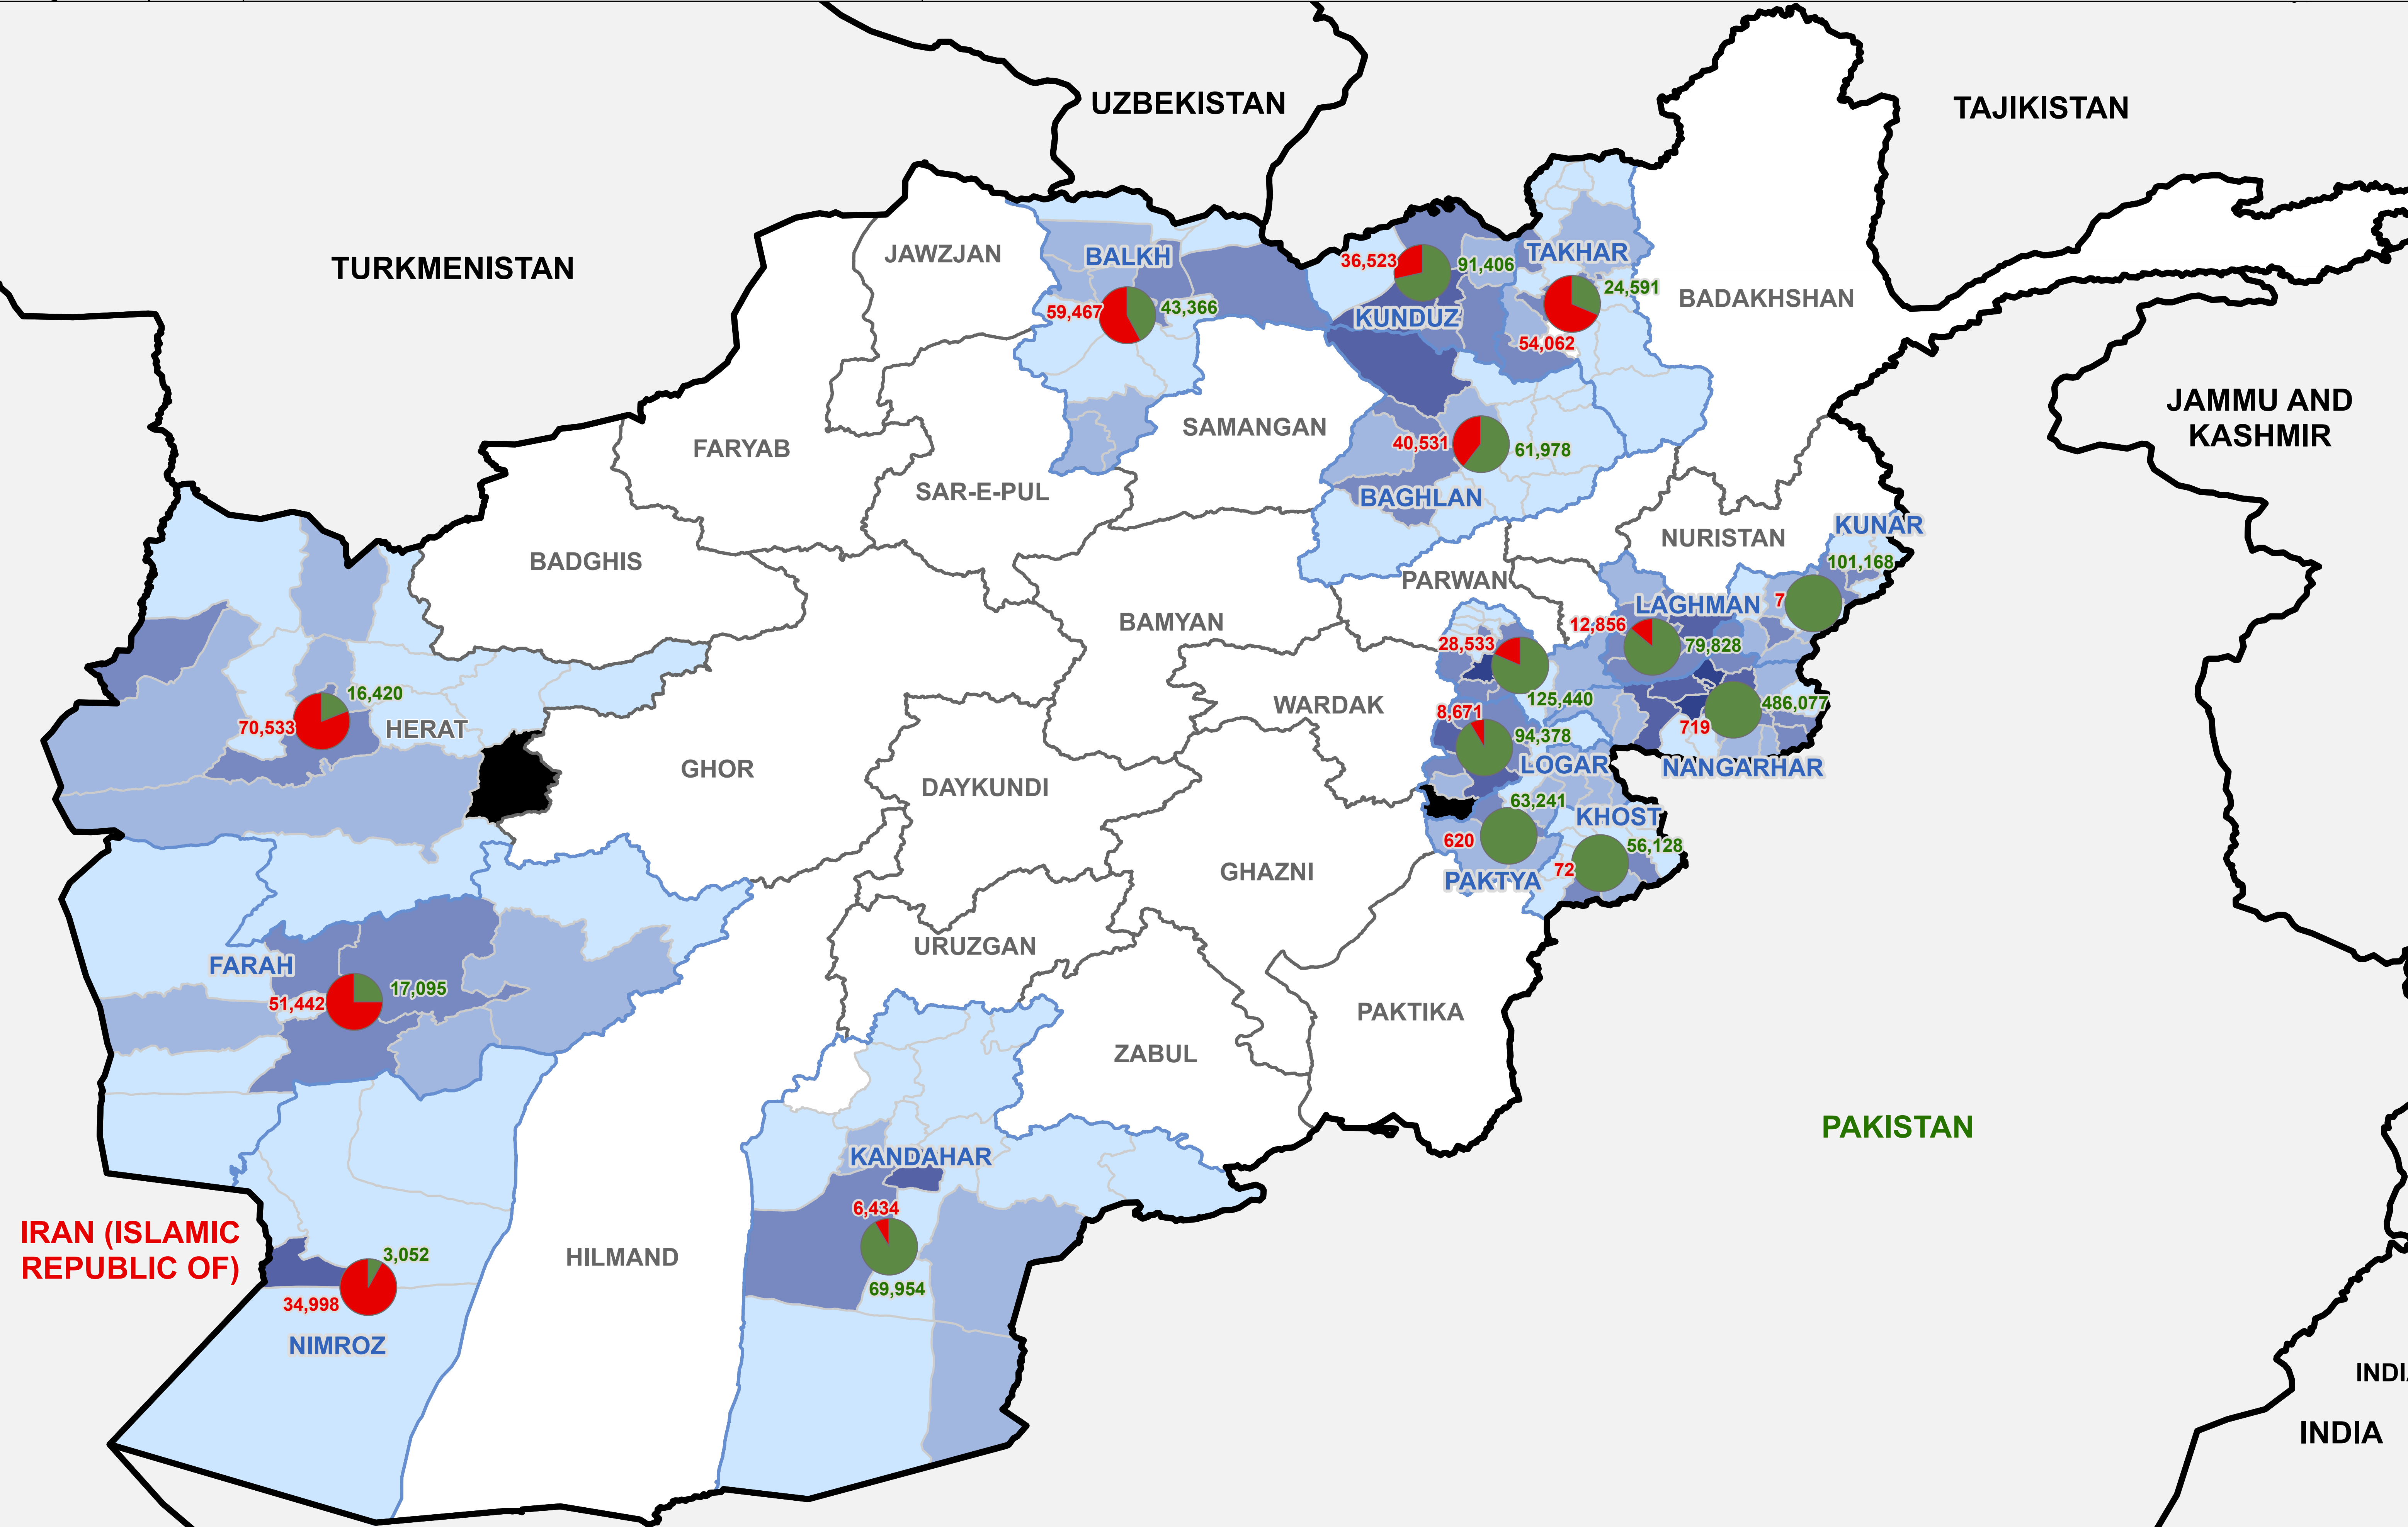 UZBEKISTAN
TAJIKISTAN
TURKMENISTAN
JAWZJAN
BALKH
59,467
43,366
36,523
91,406
KUNDUZ
TAKHAR
24,591
54,062
BADAKHSHAN
JAMMU AND
KASHMIR
FARYAB
SAMANGAN
SAR-E-PUL
40,531
61,978
BAGHLAN
BADGHIS
NURISTAN
KUNAR
101,168
7
PARWAN
BAMYAN
LAGHMAN
12,856
79,828
28,533
125,440
WARDAK
16,420
70,533
HERAT
8,671
94,378
LOGAR
486,077
719
NANGARHAR
GHOR
DAYKUNDI
63,241
620
PAKTYA
KHOST
56,128
72
GHAZNI
URUZGAN
FARAH
17,095
51,442
PAKTIKA
ZABUL
PAKISTAN
KANDAHAR
6,434
69,954
IRAN (ISLAMIC
REPUBLIC OF)
HILMAND
3,052
34,998
NIMROZ
INDI
INDIA